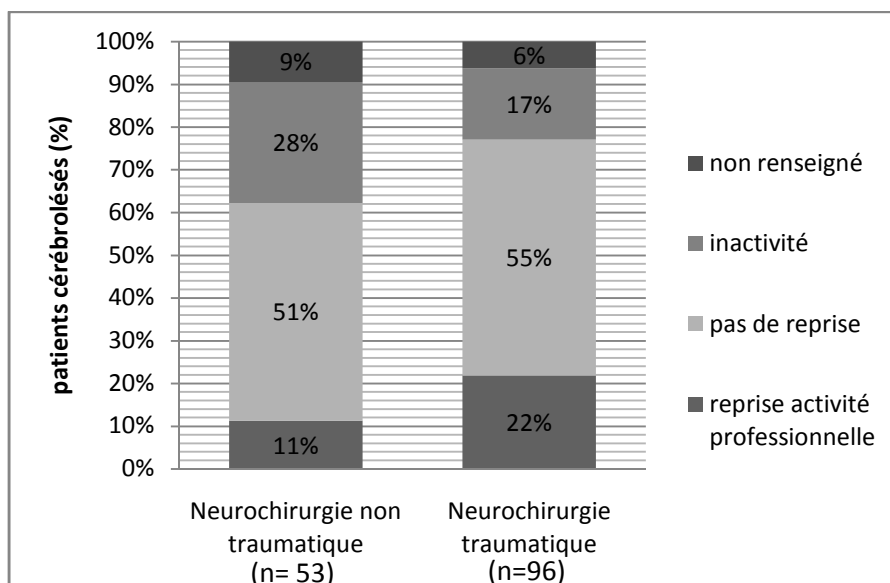 patients cérébrolésés (%)
100%
90%
80%
70%
60%
50%
40%
30%
20%
10%
0%
9%
28%
51%
11%
6%
17%
55%
22%
Neurochirurgie non
traumatique
(n= 53)
Neurochirurgie
traumatique
(n=96)
non renseigné
inactivité
pas de reprise
reprise activité
professionnelle